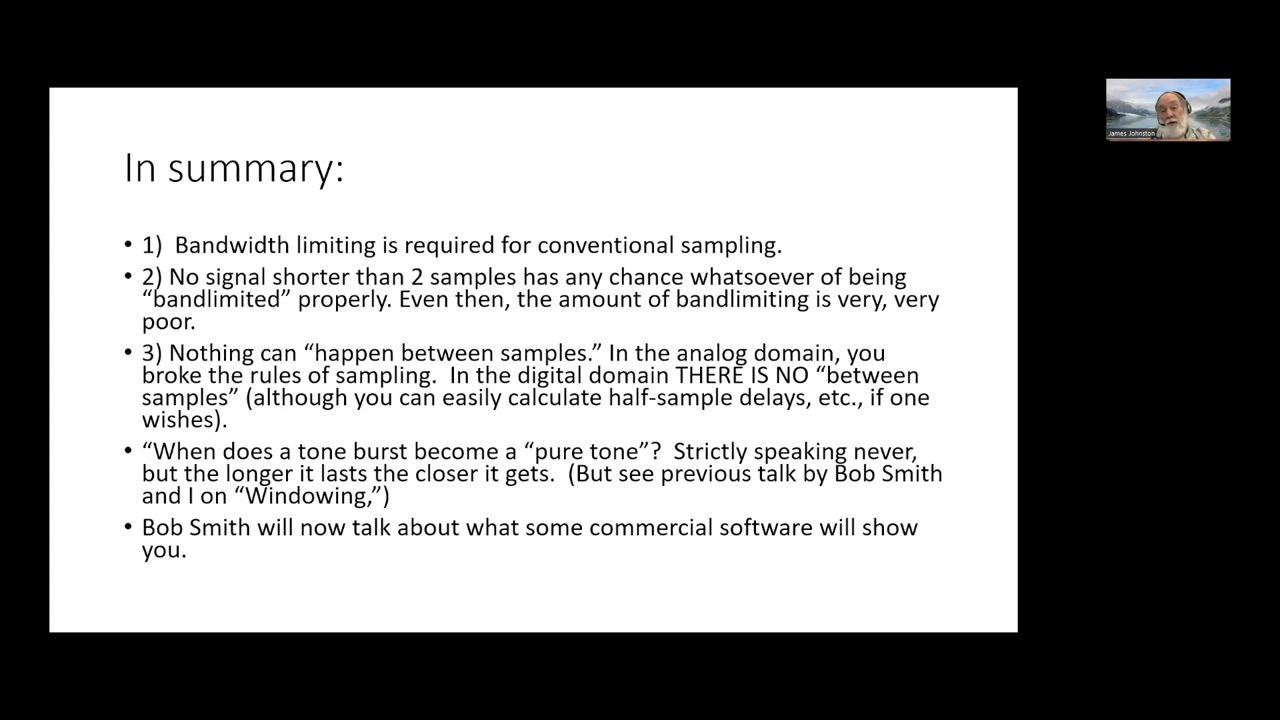 In summary:
• 1)  Bandwidth limiting is required for conventional sampling.
• 2) No signal shorter than 2 samples has any chance whatsoever of being
“bandlimited” properly. Even then, the amount of bandlimiting is very, very
poor.
• 3) Nothing can “happen between samples.” In the analog domain, you
broke the rules of sampling.  In the digital domain THERE IS NO “between
samples” (although you can easily calculate half-sample delays, etc., if one
wishes).
• “When does a tone burst become a “pure tone”?  Strictly speaking never,
but the longer it lasts the closer it gets.  (But see previous talk by Bob Smith
and I on “Windowing,”)
• Bob Smith will now talk about what some commercial software will show
you.
James Johnston